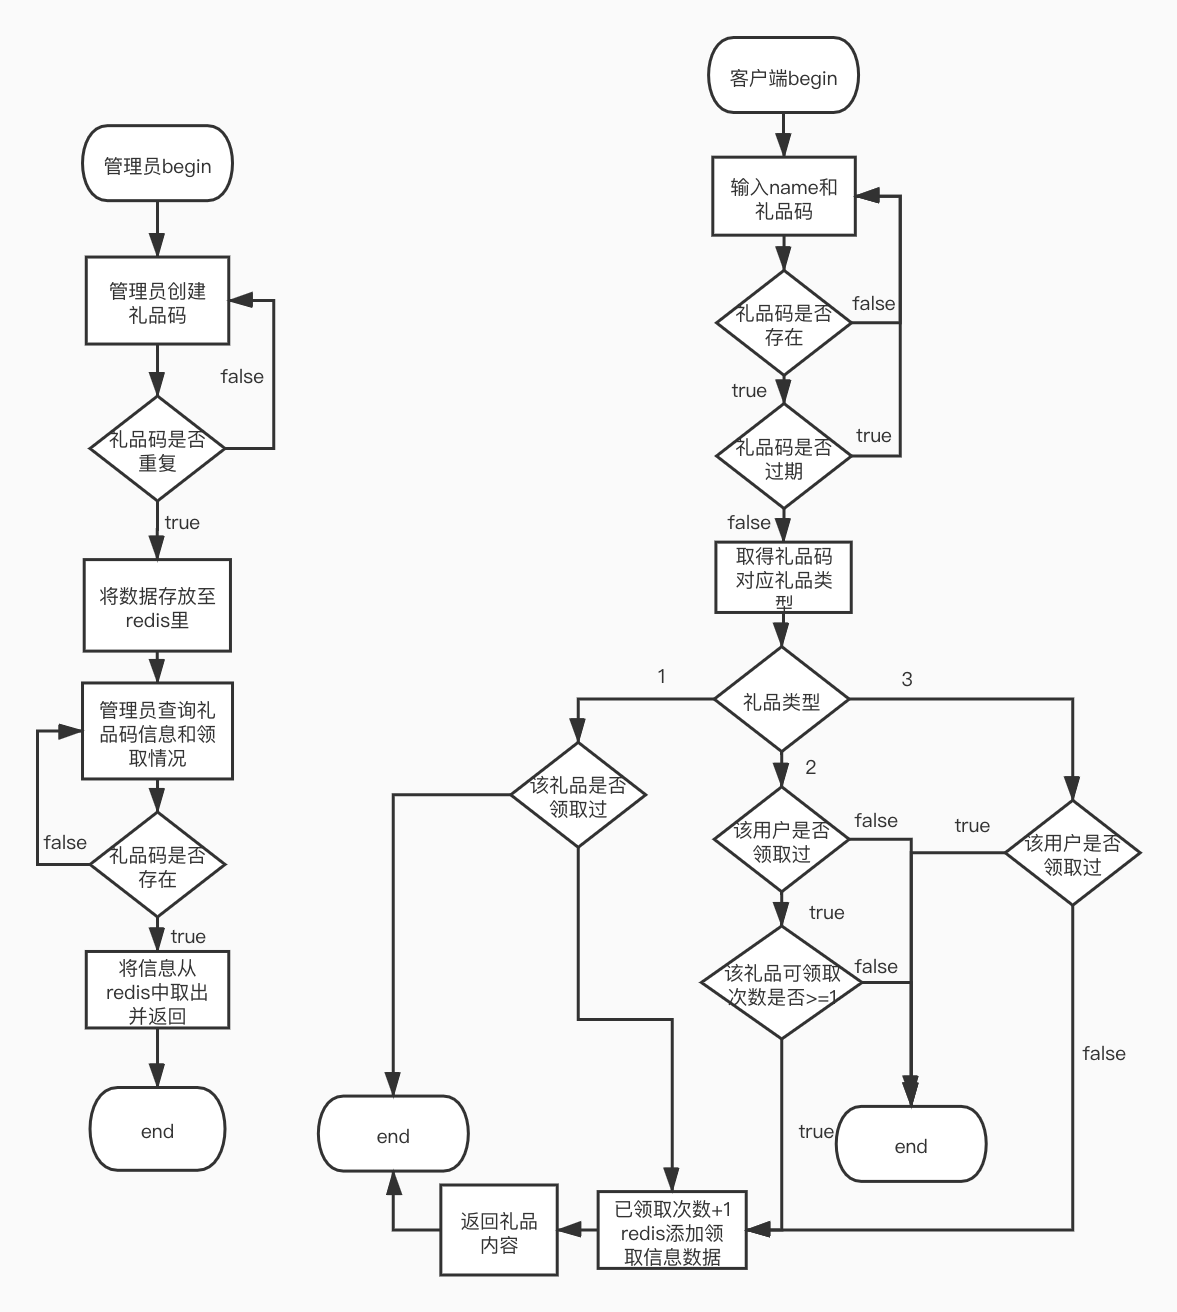 管理员begin
管理员创建
礼品码
false
礼品码是否
重复
true
将数据存放至
redis里
管理员查询礼
品码信息和领
取情况
false
礼品码是否
存在
true
将信息从
redis中取出
并返回
end
客户端begin
输入name和
礼品码
false
礼品码是否
存在
true
礼品码是否
过期
true
false
取得礼品码
对应礼品类
型
1
礼品类型
3
2
该礼品是否
领取过
该用户是否
领取过
false
true
该用户是否
领取过
true
该礼品可领取
次数是否>=1
false
false
true
end
end
返回礼品
内容
已领取次数+1
redis添加领
取信息数据